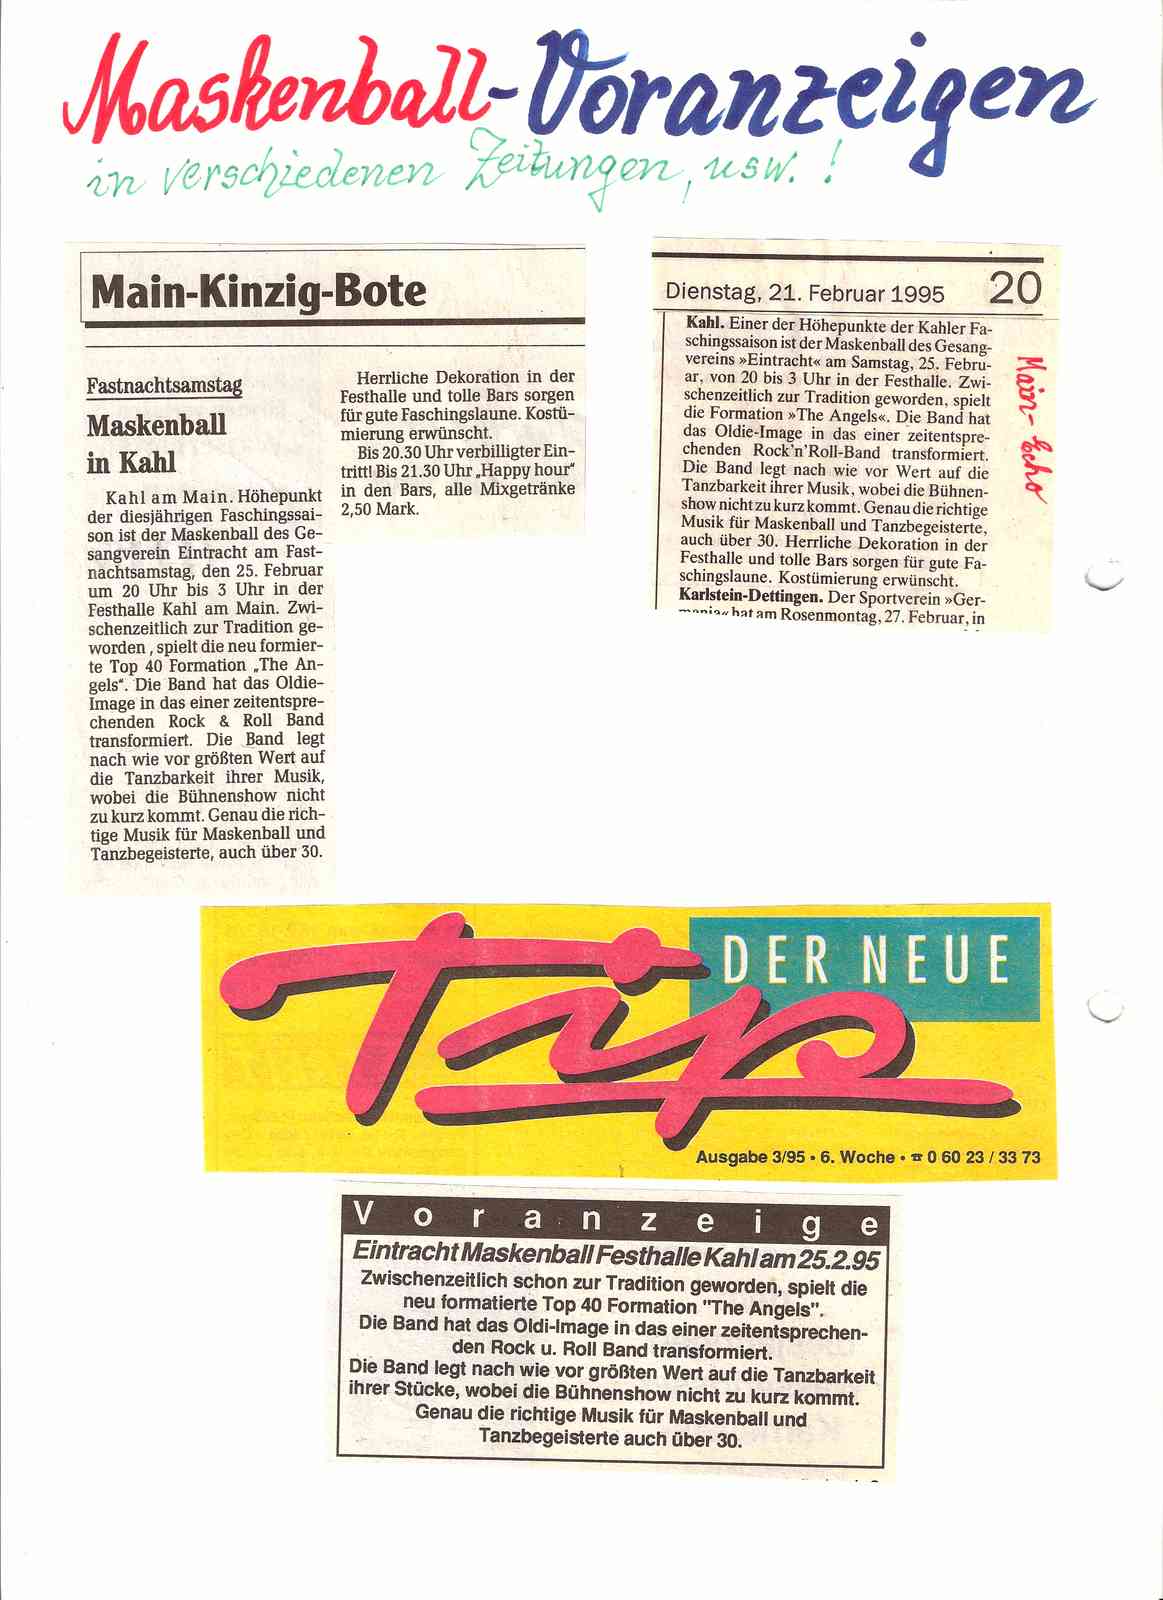 Maskenball-Voranzeigen
in verschiedenen Zeitungen, usw. !
Main-Kinzig-Bote
Fastnachtsamstag
Maskenball
in Kahl
Kahl am Main. Höhepunkt
der diesjährigen Faschingssai-
son ist der Maskenball des Ge-
sangverein Eintracht am Fast-
nachtsamstag, den 25. Februar
um 20 Uhr bis 3 Uhr in der
Festhalle Kahl am Main. Zwi-
schenzeitlich zur Tradition ge-
worden, spielt die neu formier-
te Top 40 Formation „The An-
gels“. Die Band hat das Oldie-
Image in das einer zeitentspre-
chenden Rock & Roll Band
transformiert. Die Band legt
nach wie vor größten Wert auf
die Tanzbarkeit ihrer Musik,
wobei die Bühnenshow nicht
zu kurz kommt. Genau die rich-
tige Musik für Maskenball und
Tanzbegeisterte, auch über 30.
Herrliche Dekoration in der
Festhalle und tolle Bars sorgen
für gute Faschingslaune. Kostü-
mierung erwünscht.
Bis 20.30 Uhr verbilligter Ein-
tritt! Bis 21.30 Uhr „Happy hour“
in den Bars, alle Mixgetränke
2,50 Mark.
Dienstag, 21. Februar 1995 20
Kahl. Einer der Höhepunkte der Kahler Fa-
schingssaison ist der Maskenball des Gesang-
vereins »Eintracht« am Samstag, 25. Febru-
ar, von 20 bis 3 Uhr in der Festhalle. Zwi-
schenzeitlich zur Tradition geworden, spielt
die Formation »The Angels«. Die Band hat
das Oldie-Image in das einer zeitentspre-
chenden Rock'n'Roll-Band transformiert.
Die Band legt nach wie vor Wert auf die
Tanzbarkeit ihrer Musik, wobei die Bühnen-
show nicht zu kurz kommt. Genau die richtige
Musik für Maskenball und Tanzbegeisterte,
auch über 30. Herrliche Dekoration in der
Festhalle und tolle Bars sorgen für gute Fa-
schingslaune. Kostümierung erwünscht.
Karlstein-Dettingen. Der Sportverein »Ger-
mania« hat am Rosenmontag, 27. Februar, in
Main-Echo
DER NEUE
Tip
Ausgabe 3/95 • 6. Woche • ☎ 0 60 23 / 33 73
Voranzeige
Eintracht Maskenball Festhalle Kahl am 25.2.95
Zwischenzeitlich schon zur Tradition geworden, spielt die
neu formatierte Top 40 Formation "The Angels".
Die Band hat das Oldi-Image in das einer zeitentsprechen-
den Rock u. Roll Band transformiert.
Die Band legt nach wie vor größten Wert auf die Tanzbarkeit
ihrer Stücke, wobei die Bühnenshow nicht zu kurz kommt.
Genau die richtige Musik für Maskenball und
Tanzbegeisterte auch über 30.